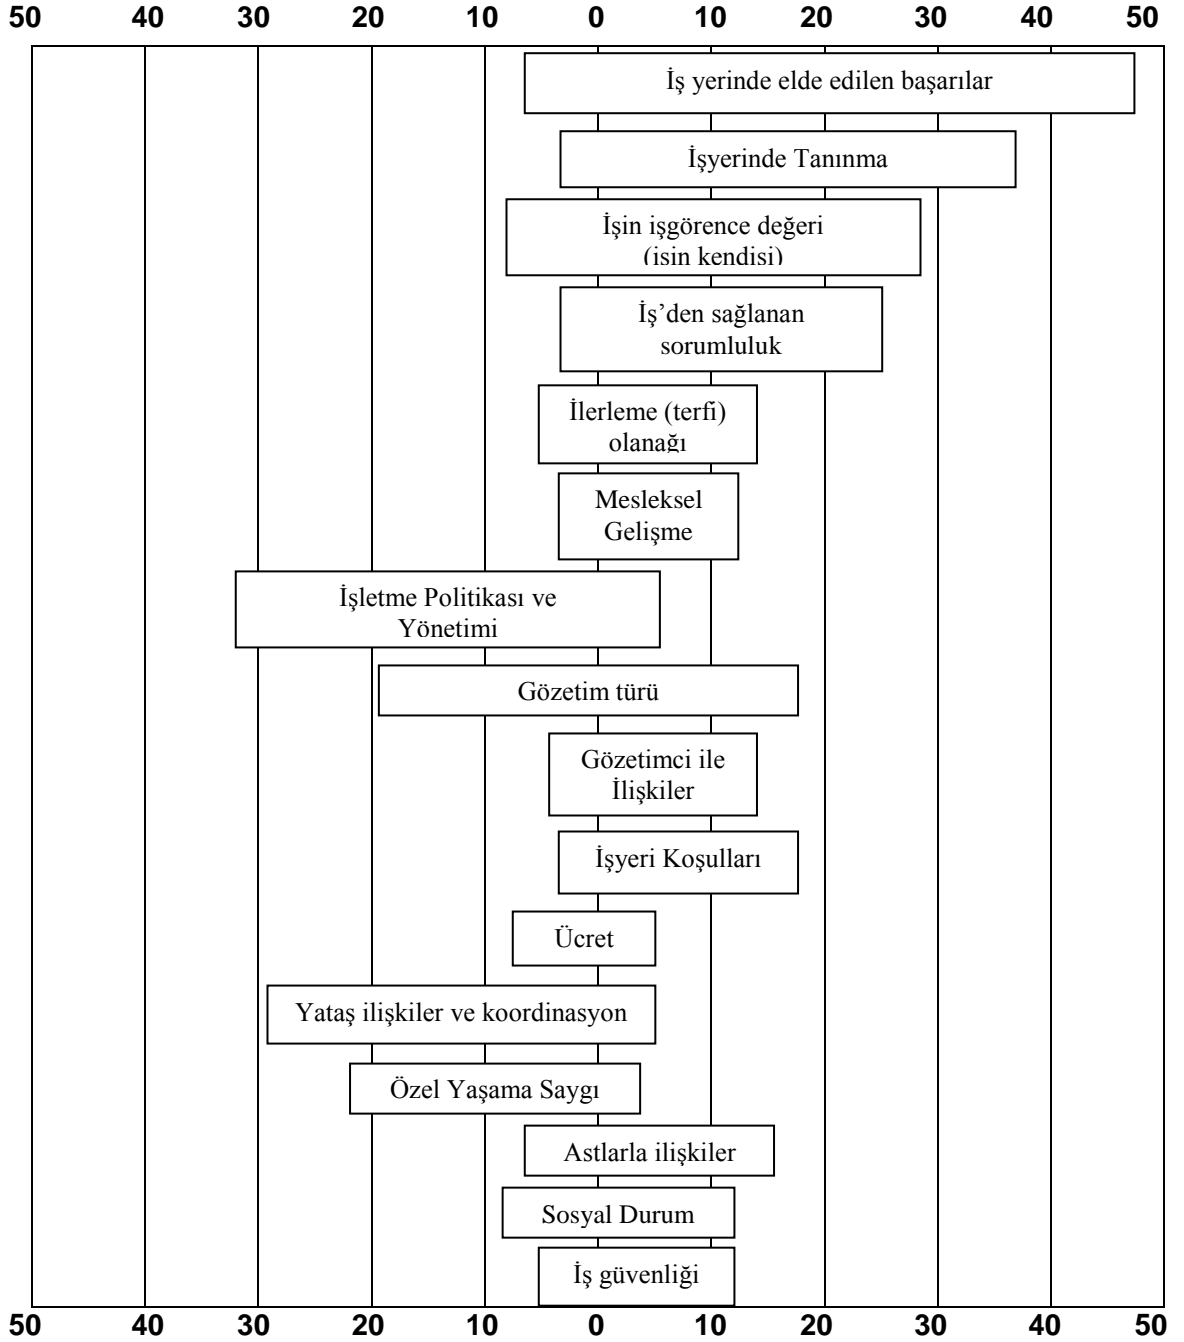 50 40 30 20 10 0 10 20 30 40 50
İş yerinde elde edilen başarılar
İşyerinde Tanınma
İşin işgörence değeri
(isin kendisi)
İş’den sağlanan
sorumluluk
İlerleme (terfi)
olanağı
Mesleksel
Gelişme
İşletme Politikası ve
Yönetimi
Gözetim türü
Gözetimci ile
İlişkiler
İşyeri Koşulları
Ücret
Yataş ilişkiler ve koordinasyon
Özel Yaşama Saygı
Astlarla ilişkiler
Sosyal Durum
İş güvenliği
50 40 30 20 10 0 10 20 30 40 50